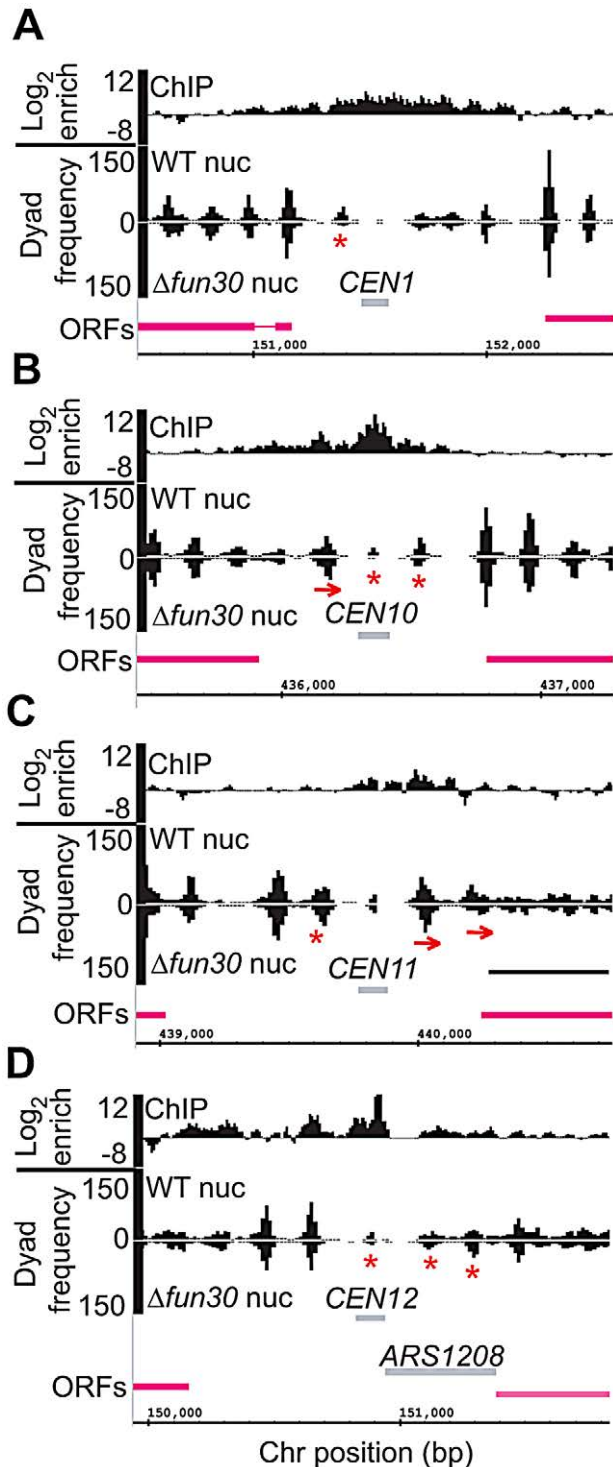 A
Log2 enrich
12
-8
ChIP
Dyad frequency
150
0
150
WT nuc
*
Δfun30 nuc
CEN1
ORFs
151,000
152,000
B
Log2 enrich
12
-8
ChIP
Dyad frequency
150
0
150
WT nuc
* *
Δfun30 nuc
CEN10
ORFs
436,000
437,000
C
Log2 enrich
12
-8
ChIP
Dyad frequency
150
0
150
WT nuc
*
Δfun30 nuc
CEN11
ORFs
439,000
440,000
D
Log2 enrich
12
-8
ChIP
Dyad frequency
150
0
150
WT nuc
* * *
Δfun30 nuc
CEN12
ARS1208
ORFs
150,000
151,000
Chr position (bp)